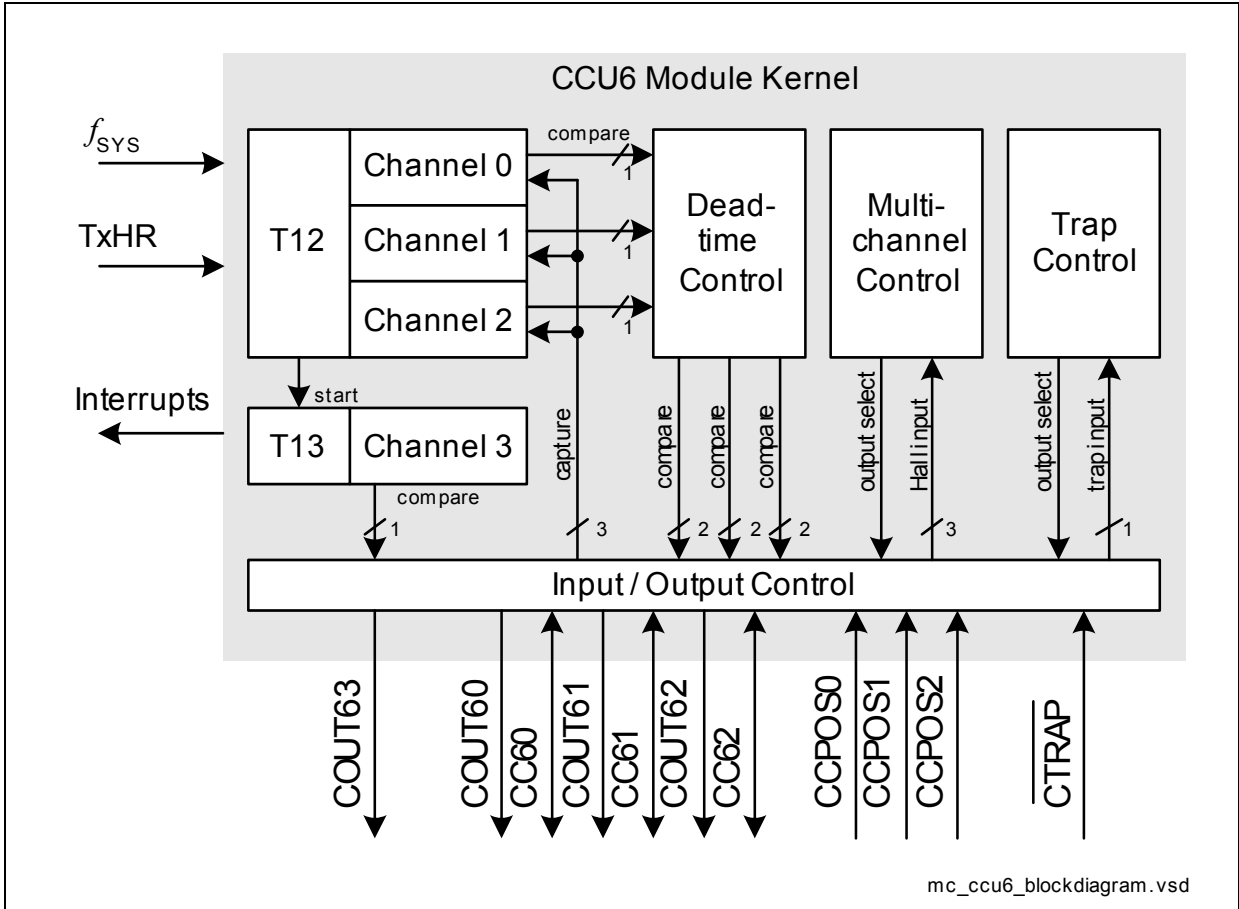 CCU6 Module Kernel
fSYS
TxHR
Interrupts
T12
Channel 0
Channel 1
Channel 2
compare
1
1
1
Dead-
time
Control
Multi-
channel
Control
Trap
Control
start
T13
Channel 3
compare
1
capture
3
compare
2
compare
2
compare
2
output select
Hall input
3
output select
trap input
1
Input / Output Control
COUT63
COUT60
CC60
COUT61
CC61
COUT62
CC62
CCPOS0
CCPOS1
CCPOS2
CTRAP
mc_ccu6_blockdiagram.vsd